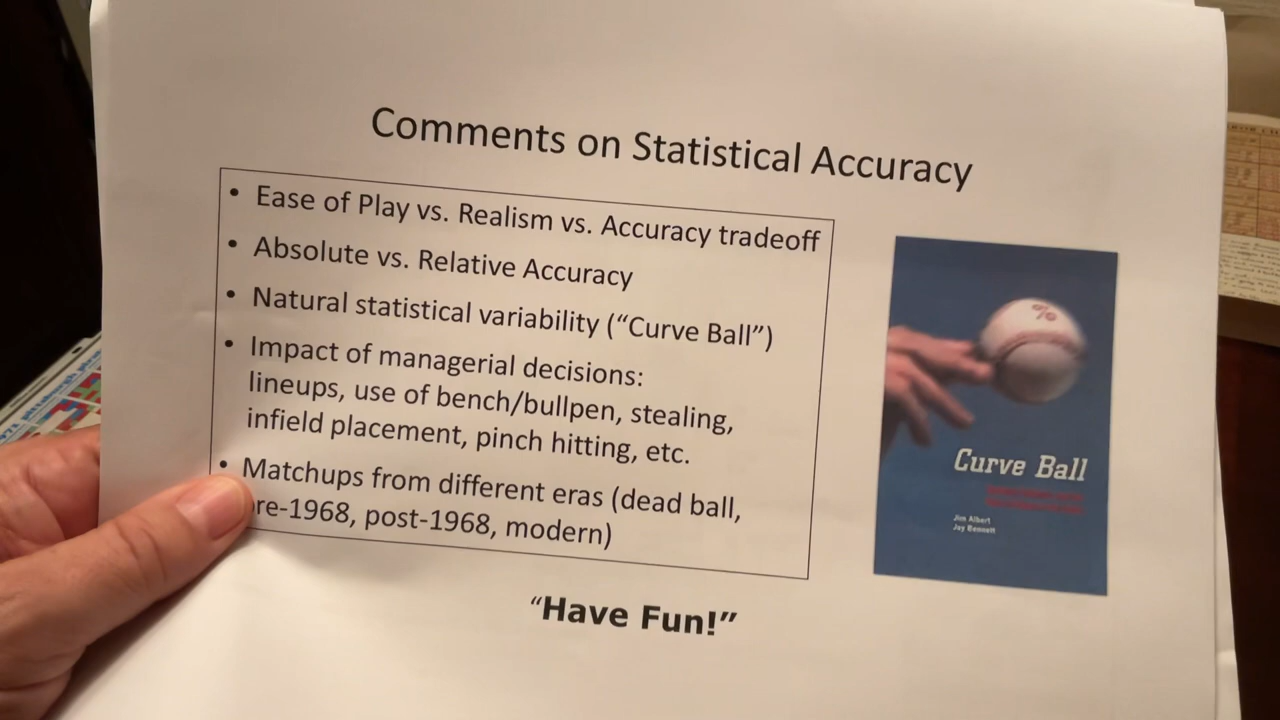 Comments on Statistical Accuracy
• Ease of Play vs. Realism vs. Accuracy tradeoff
• Absolute vs. Relative Accuracy
• Natural statistical variability (“Curve Ball”)
• Impact of managerial decisions:
lineups, use of bench/bullpen, stealing,
infield placement, pinch hitting, etc.
• Matchups from different eras (dead ball,
pre-1968, post-1968, modern)
“Have Fun!”
%
Curve Ball
Jim Albert
Jay Bennett